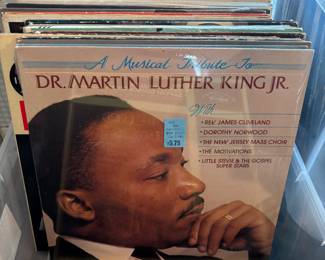 A Musical Tribute To
DR. MARTIN LUTHER KING JR.
With
• REV. JAMES CLEVELAND
• DOROTHY NORWOOD
• THE NEW JERSEY MASS CHOIR
• THE MOTIVATIONS
• LITTLE STEVIE & THE GOSPEL
SUPER STARS
5.75